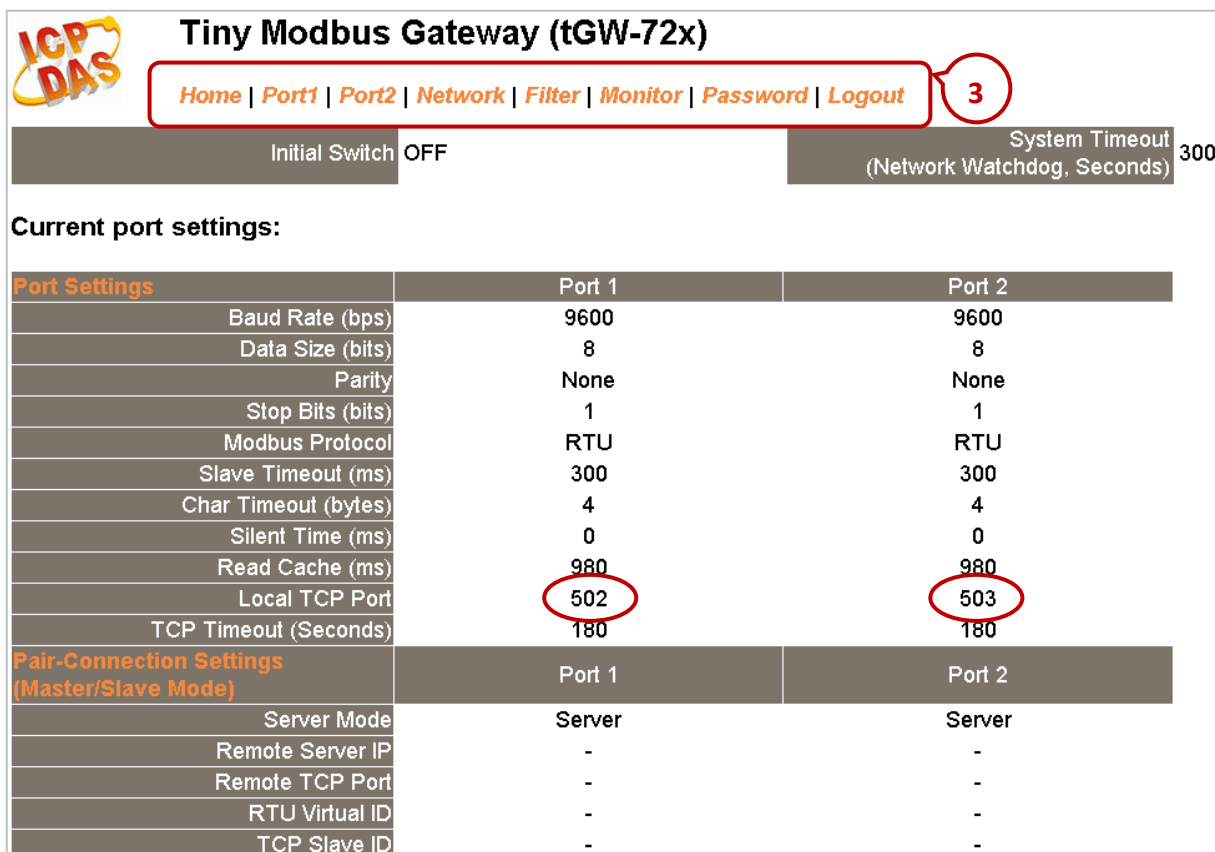 ICP DAS
Tiny Modbus Gateway (tGW-72x)
Home | Port1 | Port2 | Network | Filter | Monitor | Password | Logout
3
Initial Switch OFF System Timeout (Network Watchdog, Seconds) 300
Current port settings:
Port Settings Port 1 Port 2
Baud Rate (bps) 9600 9600
Data Size (bits) 8 8
Parity None None
Stop Bits (bits) 1 1
Modbus Protocol RTU RTU
Slave Timeout (ms) 300 300
Char Timeout (bytes) 4 4
Silent Time (ms) 0 0
Read Cache (ms) 980 980
Local TCP Port 502 503
TCP Timeout (Seconds) 180 180
Pair-Connection Settings (Master/Slave Mode) Port 1 Port 2
Server Mode Server Server
Remote Server IP - -
Remote TCP Port - -
RTU Virtual ID - -
TCP Slave ID - -